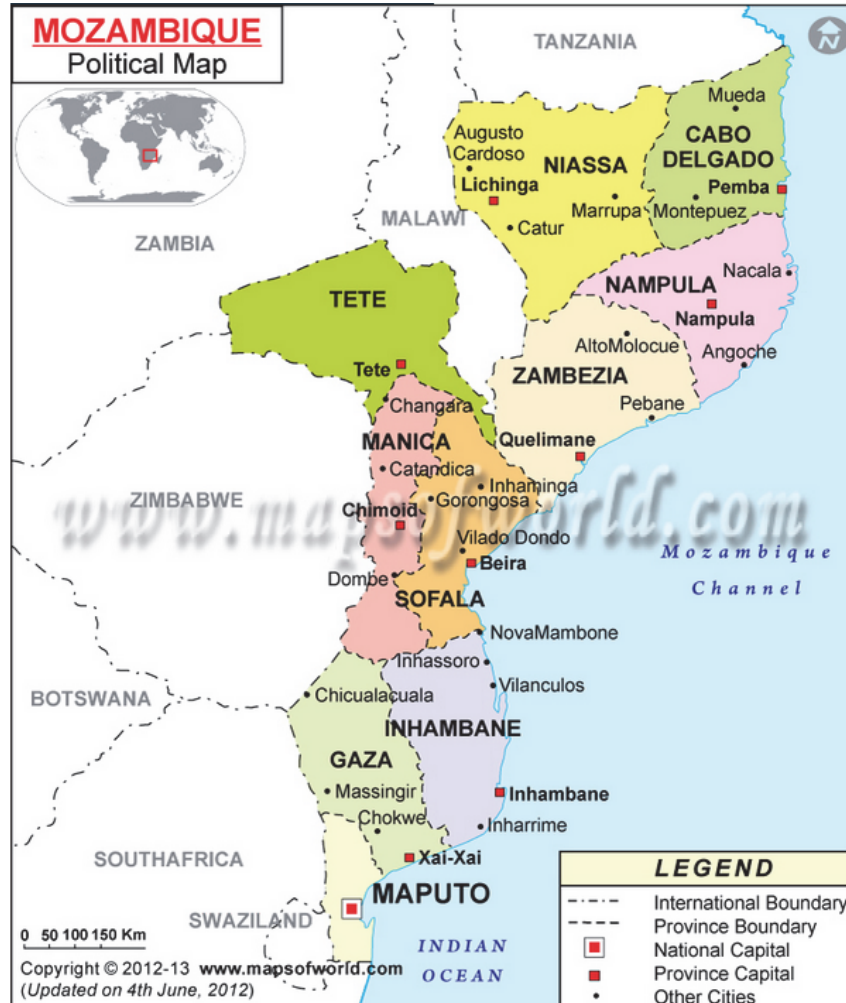 MOZAMBIQUE
Political Map
TANZANIA
Mueda
CABO
DELGADO
Augusto
Cardoso
NIASSA
Lichinga
Pemba
Marrupa
Montepuez
MALAWI
Catur
ZAMBIA
Nacala
NAMPULA
TETE
Nampula
AltoMolocue
Angoche
Tete
ZAMBEZIA
Changara
Pebane
MANICA
Quelimane
Catandica
Inhaminga
ZIMBABWE
Gorongosa
Chimoid
www.mapsofworld.com
Vilado Dondo
Mozambique
Channel
Beira
Dombe
SOFALA
NovaMambone
Inhassoro
BOTSWANA
Chicualacuala
Vilanculos
INHAMBANE
GAZA
Massingir
Inhambane
Chokwe
Inharrime
SOUTHAFRICA
Xai-Xai
MAPUTO
SWAZILAND
0 50 100 150 Km
INDIAN
OCEAN
Copyright © 2012-13 www.mapsofworld.com
(Updated on 4th June, 2012)
LEGEND
International Boundary
Province Boundary
National Capital
Province Capital
Other Cities
N